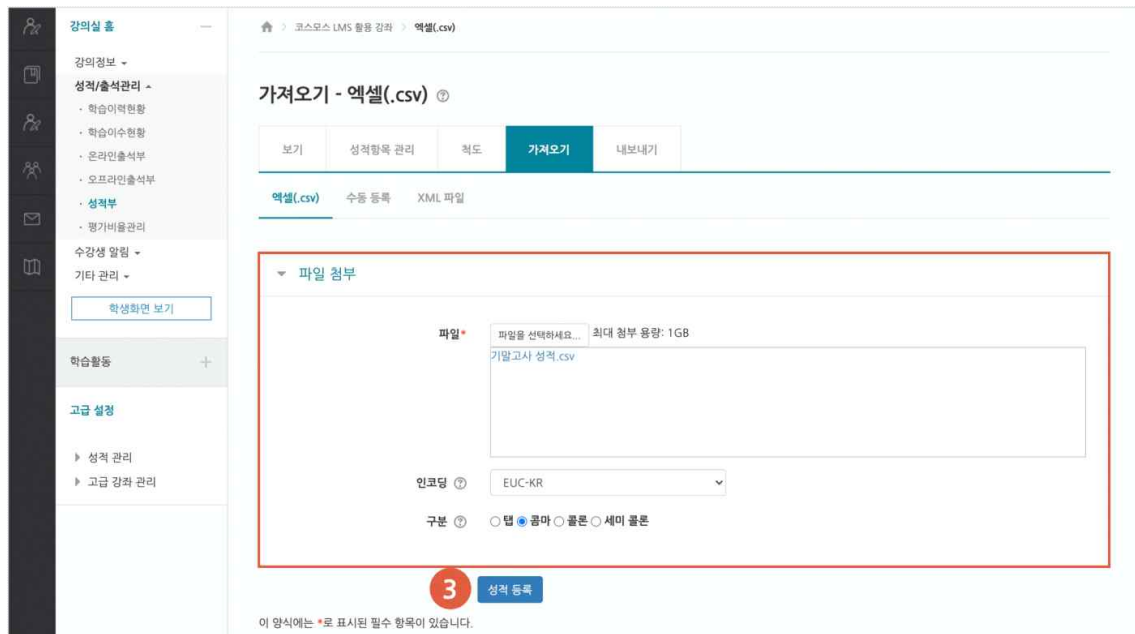 강의실 홈
강의정보
성적/출석관리
· 학습이력현황
· 학습이수현황
· 온라인출석부
· 오프라인출석부
· 성적부
· 평가비율관리
수강생 알림
기타 관리
학생화면 보기
학습활동
고급 설정
성적 관리
고급 강좌 관리
코스모스 LMS 활용 강좌 > 엑셀(.csv)
가져오기 - 엑셀(.csv)
보기 성적항목 관리 척도 가져오기 내보내기
엑셀(.csv) 수동 등록 XML 파일
파일 첨부
파일* 파일을 선택하세요... 최대 첨부 용량: 1GB
기말고사 성적.csv
인코딩 EUC-KR
구분 탭 콤마 콜론 세미 콜론
3 성적 등록
이 양식에는 *로 표시된 필수 항목이 있습니다.